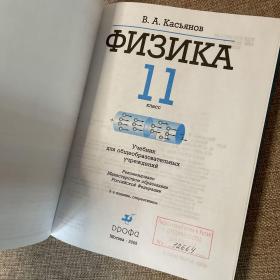 В. А. Касьянов
ФИЗИКА
11
класс
Учебник
для общеобразовательных
учреждений
Рекомендовано
Министерством образования
Российской Федерации
дрофа
Москва · 2003
12664